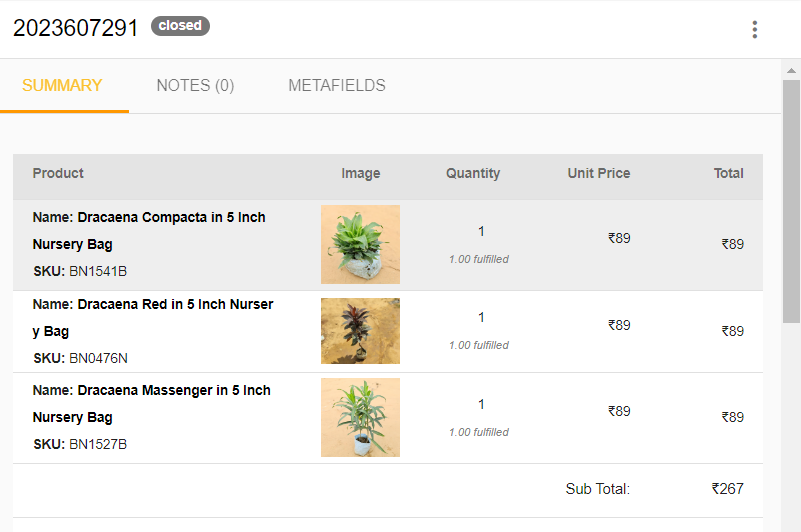 2023607291 closed
SUMMARY NOTES (0) METAFIELDS
Product Image Quantity Unit Price Total
Name: Dracaena Compacta in 5 Inch
Nursery Bag
SKU: BN1541B
1
1.00 fulfilled
₹89
₹89
Name: Dracaena Red in 5 Inch Nurser
y Bag
SKU: BN0476N
1
1.00 fulfilled
₹89
₹89
Name: Dracaena Massenger in 5 Inch
Nursery Bag
SKU: BN1527B
1
1.00 fulfilled
₹89
₹89
Sub Total: ₹267